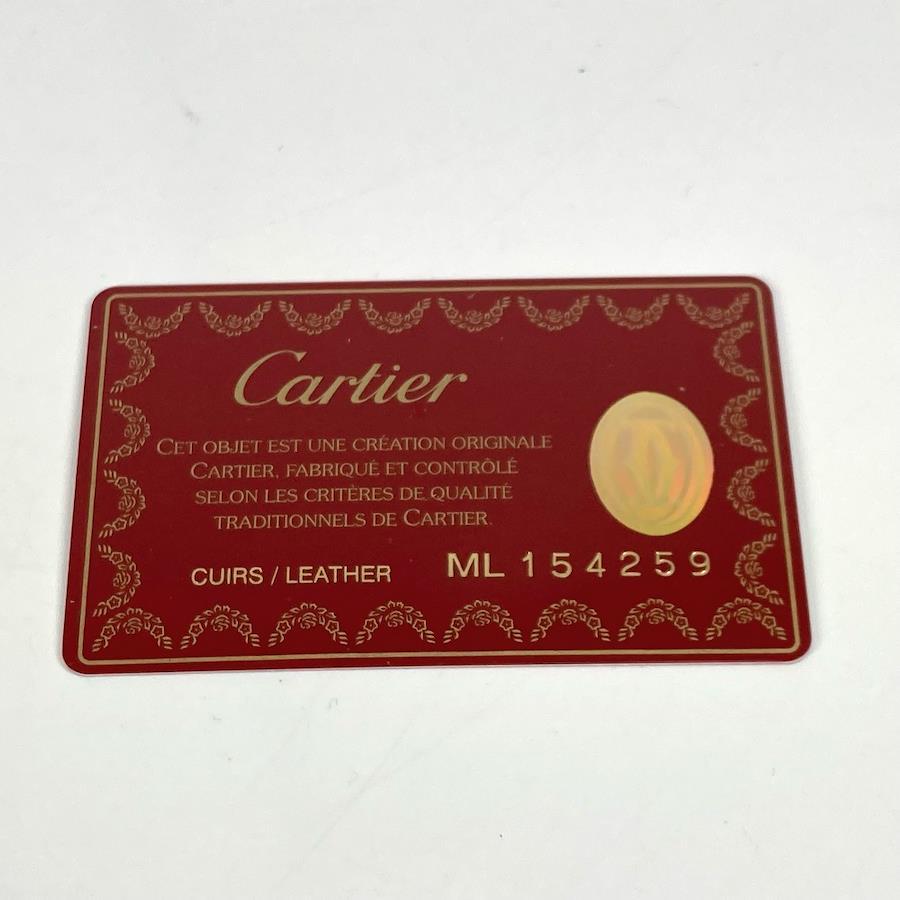 Cartier
CET OBJET EST UNE CRÉATION ORIGINALE
CARTIER, FABRIQUÉ ET CONTRÔLÉ
SELON LES CRITÈRES DE QUALITÉ
TRADITIONNELS DE CARTIER.
CUIRS / LEATHER
ML 154259